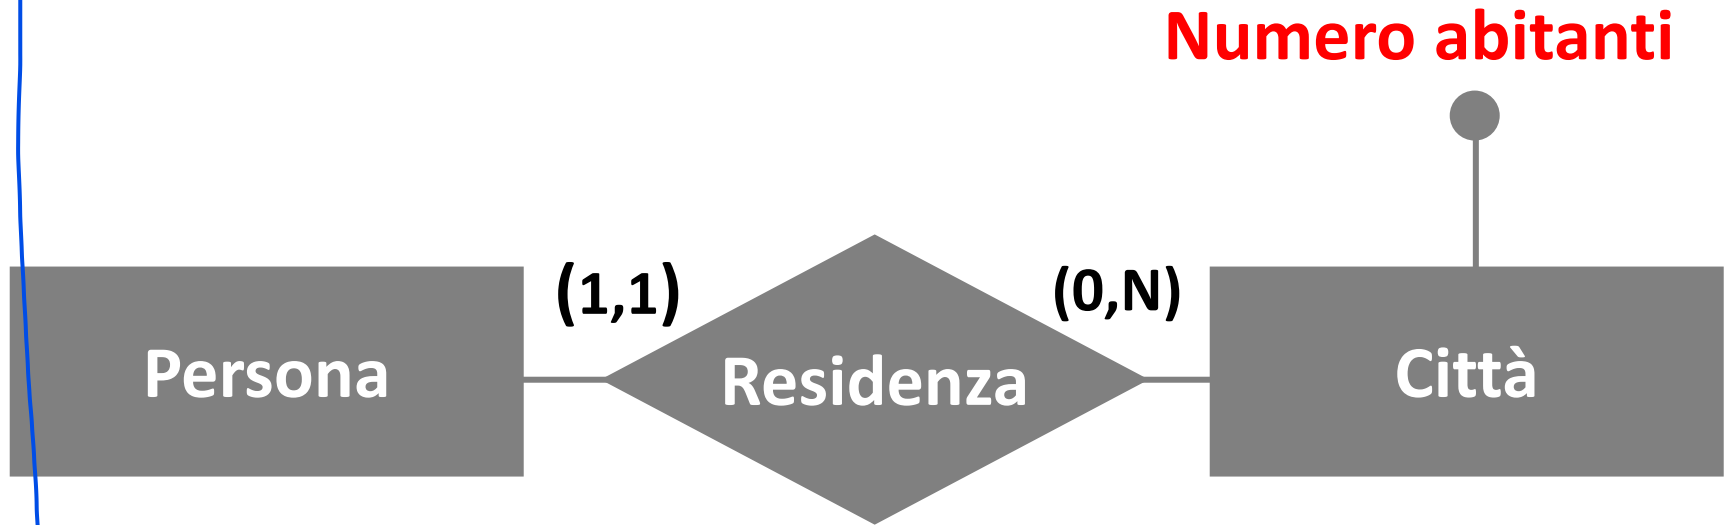 Numero abitanti
(1,1)
(0,N)
Persona
Residenza
Città